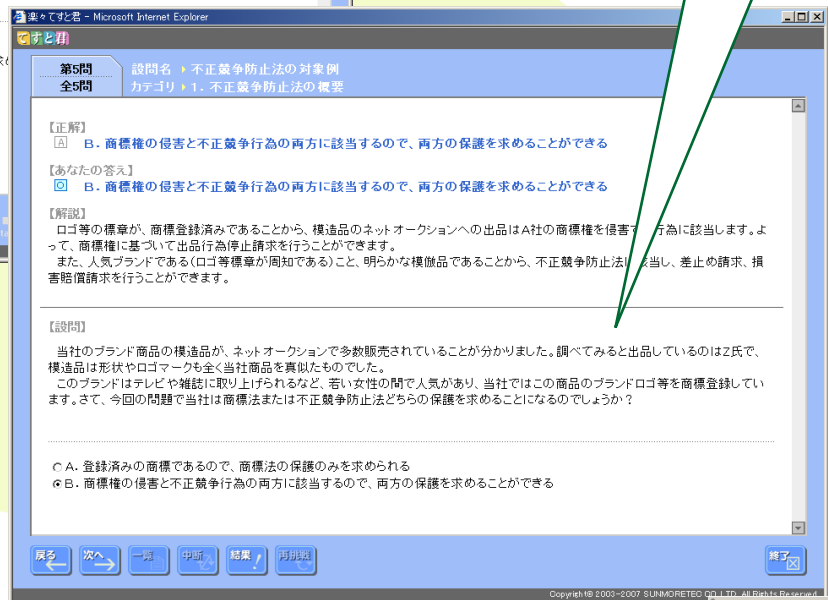 楽々てすと君 - Microsoft Internet Explorer
てすと君
第5問
全5問
設問名 ▶ 不正競争防止法の対象例
カテゴリ ▶ 1. 不正競争防止法の概要
【正解】
A B. 商標権の侵害と不正競争行為の両方に該当するので、両方の保護を求めることができる
【あなたの答え】
O B. 商標権の侵害と不正競争行為の両方に該当するので、両方の保護を求めることができる
【解説】
ロゴ等の標章が、商標登録済みであることから、模造品のネットオークションへの出品はA社の商標権を侵害す 行為に該当します。よ
って、商標権に基づいて出品行為停止請求を行うことができます。
また、人気ブランドである(ロゴ等標章が周知である)こと、明らかな模倣品であることから、不正競争防止法に 該当し、差止め請求、損
害賠償請求を行うことができます。
【設問】
当社のブランド商品の模造品が、ネットオークションで多数販売されていることが分かりました。調べてみると出品しているのはZ氏で、
模造品は形状やロゴマークも全く当社商品を真似たものでした。
このブランドはテレビや雑誌に取り上げられるなど、若い女性の間で人気があり、当社ではこの商品のブランドロゴ等を商標登録してい
ます。さて、今回の問題で当社は商標法または不正競争防止法どちらの保護を求めることになるのでしょうか？
A. 登録済みの商標であるので、商標法の保護のみを求められる
B. 商標権の侵害と不正競争行為の両方に該当するので、両方の保護を求めることができる
戻る 次へ 一覧 中断 結果 再挑戦 終了
Copyright© 2003-2007 SUNMORETEC CO.,LTD. All Rights Reserved.